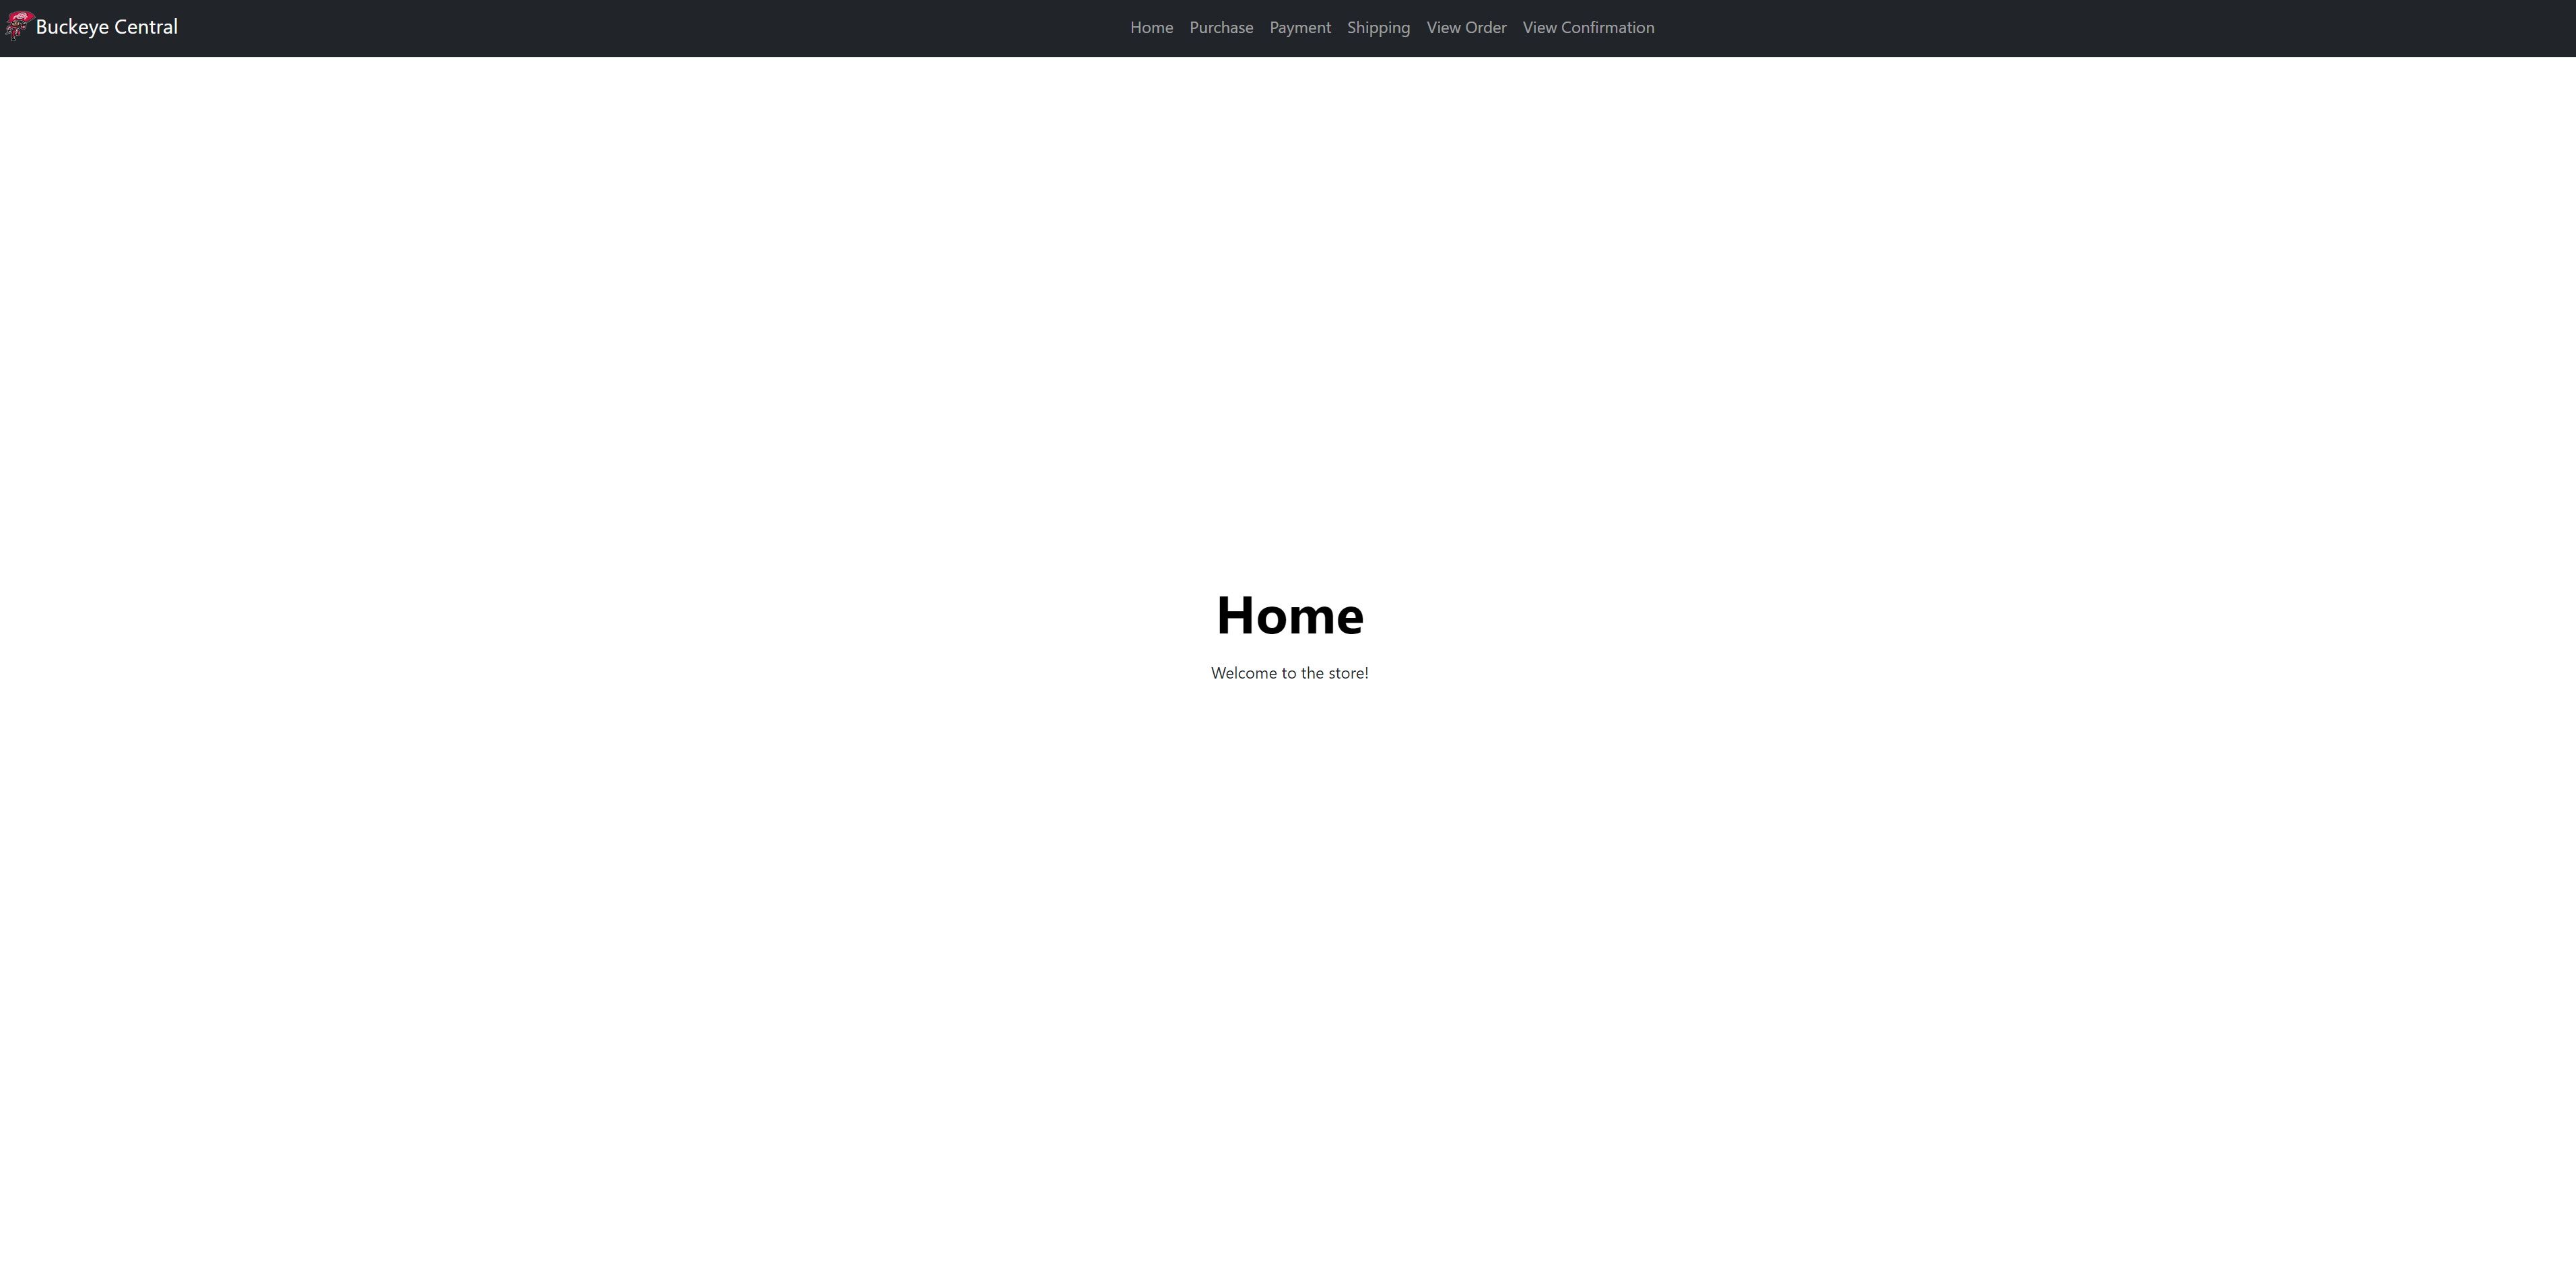 Buckeye Central
Home Purchase Payment Shipping View Order View Confirmation
Home
Welcome to the store!